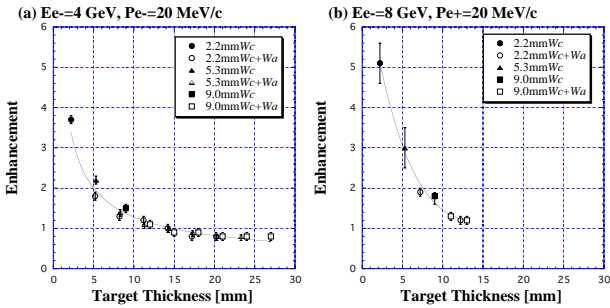 (a) Ee-=4 GeV, Pe-=20 MeV/c
6
5
4
3
2
1
0
0 5 10 15 20 25 30
Enhancement
Target Thickness [mm]
2.2mmWc
2.2mmWc+Wa
5.3mmWc
5.3mmWc+Wa
9.0mmWc
9.0mmWc+Wa
(b) Ee-=8 GeV, Pe+=20 MeV/c
6
5
4
3
2
1
0
0 5 10 15 20 25 30
Enhancement
Target Thickness [mm]
2.2mmWc
2.2mmWc+Wa
5.3mmWc
5.3mmWc+Wa
9.0mmWc
9.0mmWc+Wa